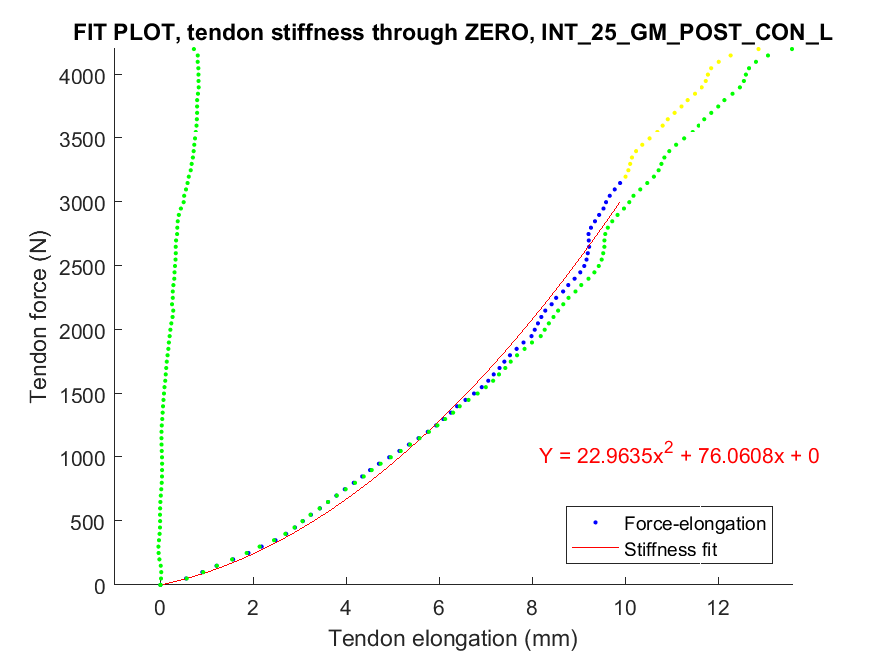 FIT PLOT, tendon stiffness through ZERO, INT_25_GM_POST_CON_L
4000
3500
3000
2500
2000
1500
1000
500
0
Tendon force (N)
Y = 22.9635x² + 76.0608x + 0
Force-elongation
Stiffness fit
0 2 4 6 8 10 12
Tendon elongation (mm)